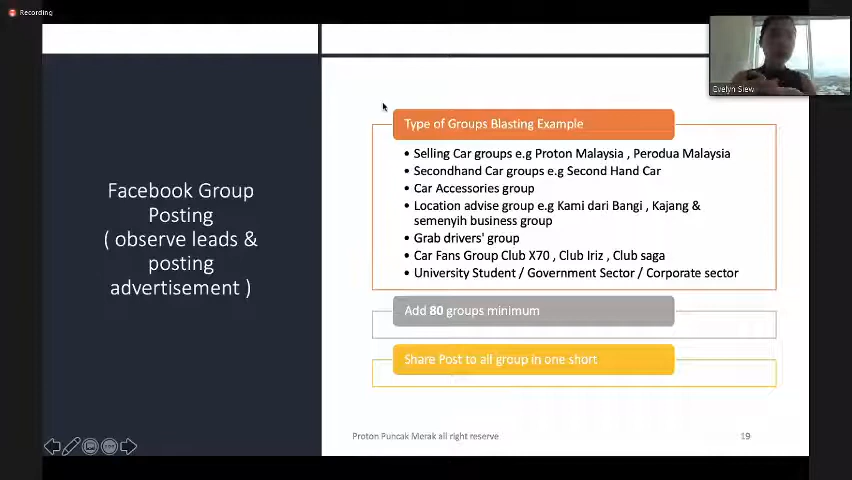 Recording
Evelyn Siew
Facebook Group
Posting
( observe leads &
posting
advertisement )
Type of Groups Blasting Example
• Selling Car groups e.g Proton Malaysia , Perodua Malaysia
• Secondhand Car groups e.g Second Hand Car
• Car Accessories group
• Location advise group e.g Kami dari Bangi , Kajang &
semenyih business group
• Grab drivers' group
• Car Fans Group Club X70 , Club Iriz , Club saga
• University Student / Government Sector / Corporate sector
Add 80 groups minimum
Share Post to all group in one short
Proton Puncak Merak all right reserve
19